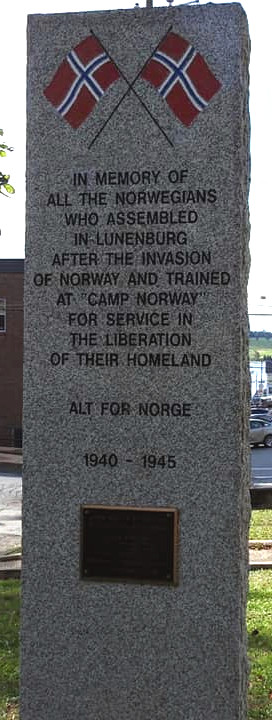 IN MEMORY OF
ALL THE NORWEGIANS
WHO ASSEMBLED
IN LUNENBURG
AFTER THE INVASION
OF NORWAY AND TRAINED
AT "CAMP NORWAY"
FOR SERVICE IN
THE LIBERATION
OF THEIR HOMELAND
ALT FOR NORGE
1940 - 1945